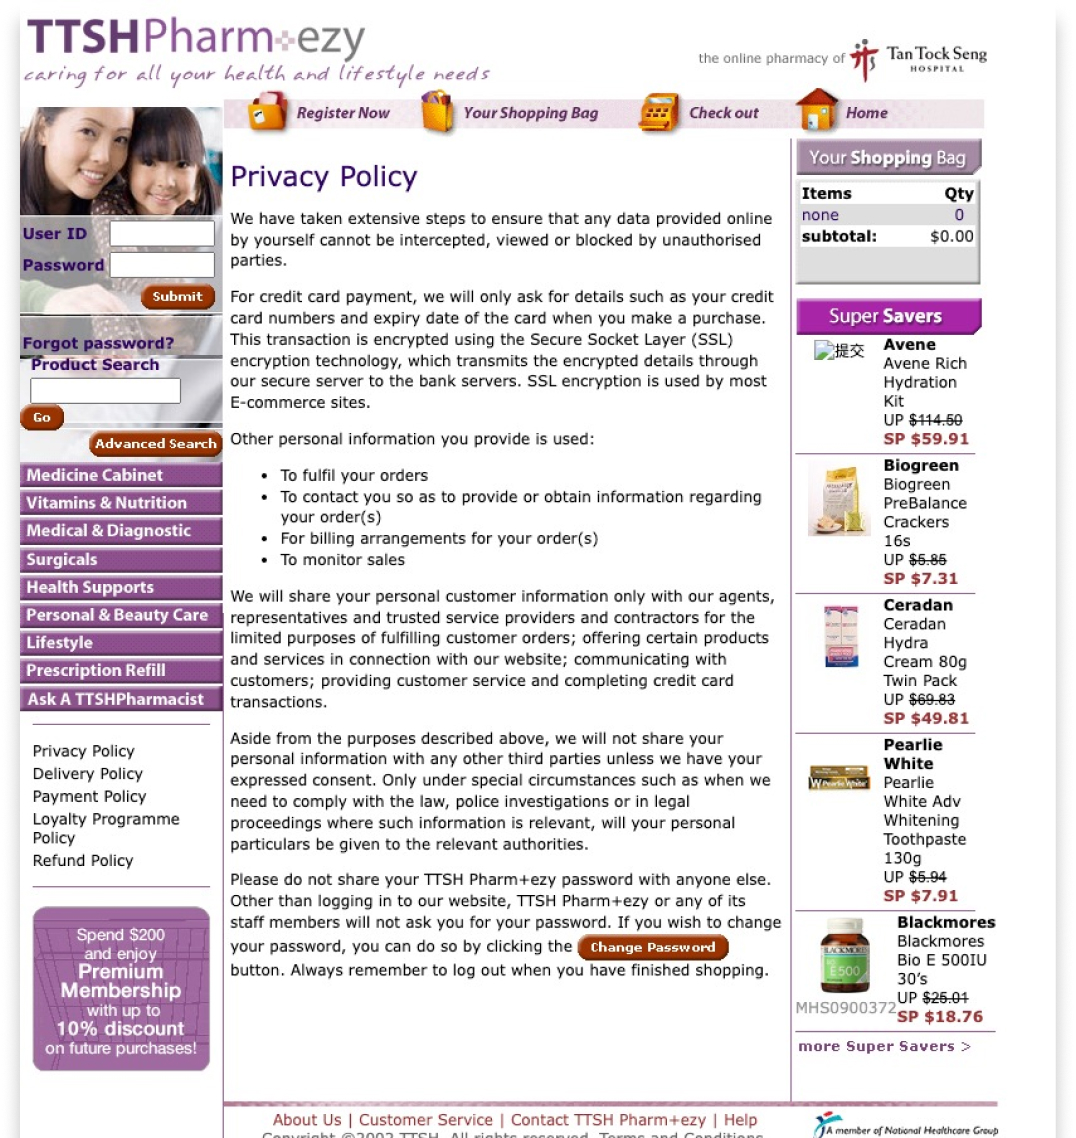 TTSHPharm+ezy
caring for all your health and lifestyle needs
the online pharmacy of
Tan Tock Seng
HOSPITAL
Register Now
Your Shopping Bag
Check out
Home
User ID
Password
Submit
Forgot password?
Product Search
Go
Advanced Search
Medicine Cabinet
Vitamins & Nutrition
Medical & Diagnostic
Surgicals
Health Supports
Personal & Beauty Care
Lifestyle
Prescription Refill
Ask A TTSHPharmacist
Privacy Policy
Delivery Policy
Payment Policy
Loyalty Programme
Policy
Refund Policy
Spend $200
and enjoy
Premium
Membership
with up to
10% discount
on future purchases!
Privacy Policy
We have taken extensive steps to ensure that any data provided online
by yourself cannot be intercepted, viewed or blocked by unauthorised
parties.
For credit card payment, we will only ask for details such as your credit
card numbers and expiry date of the card when you make a purchase.
This transaction is encrypted using the Secure Socket Layer (SSL)
encryption technology, which transmits the encrypted details through
our secure server to the bank servers. SSL encryption is used by most
E-commerce sites.
Other personal information you provide is used:
• To fulfil your orders
• To contact you so as to provide or obtain information regarding
your order(s)
• For billing arrangements for your order(s)
• To monitor sales
We will share your personal customer information only with our agents,
representatives and trusted service providers and contractors for the
limited purposes of fulfilling customer orders; offering certain products
and services in connection with our website; communicating with
customers; providing customer service and completing credit card
transactions.
Aside from the purposes described above, we will not share your
personal information with any other third parties unless we have your
expressed consent. Only under special circumstances such as when we
need to comply with the law, police investigations or in legal
proceedings where such information is relevant, will your personal
particulars be given to the relevant authorities.
Please do not share your TTSH Pharm+ezy password with anyone else.
Other than logging in to our website, TTSH Pharm+ezy or any of its
staff members will not ask you for your password. If you wish to change
your password, you can do so by clicking the Change Password
button. Always remember to log out when you have finished shopping.
Your Shopping Bag
Items Qty
none 0
subtotal: $0.00
Super Savers
提交
Avene
Avene Rich
Hydration
Kit
UP $114.50
SP $59.91
Biogreen
Biogreen
PreBalance
Crackers
16s
UP $5.85
SP $7.31
Ceradan
Ceradan
Hydra
Cream 80g
Twin Pack
UP $69.83
SP $49.81
Pearlie White
Pearlie
White
Pearlie
White Adv
Whitening
Toothpaste
130g
UP $5.94
SP $7.91
BLACKMORES
BIO
E 500
MHS0900372
Blackmores
Blackmores
Bio E 500IU
30's
UP $25.01
SP $18.76
more Super Savers >
About Us | Customer Service | Contact TTSH Pharm+ezy | Help
Copyright ©2002 TTSH. All rights reserved. Terms and Conditions
A member of National Healthcare Group